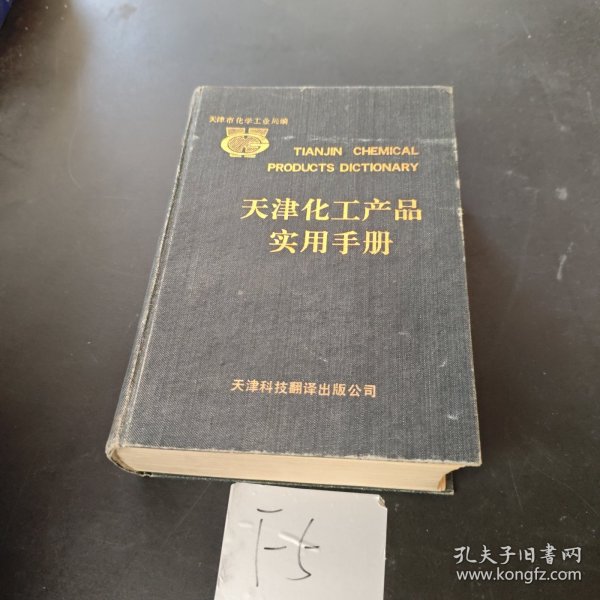 天津市化学工业局编
TIANJIN CHEMICAL
PRODUCTS DICTIONARY
天津化工产品
实用手册
天津科技翻译出版公司
孔夫子旧书网
www.kongfz.com